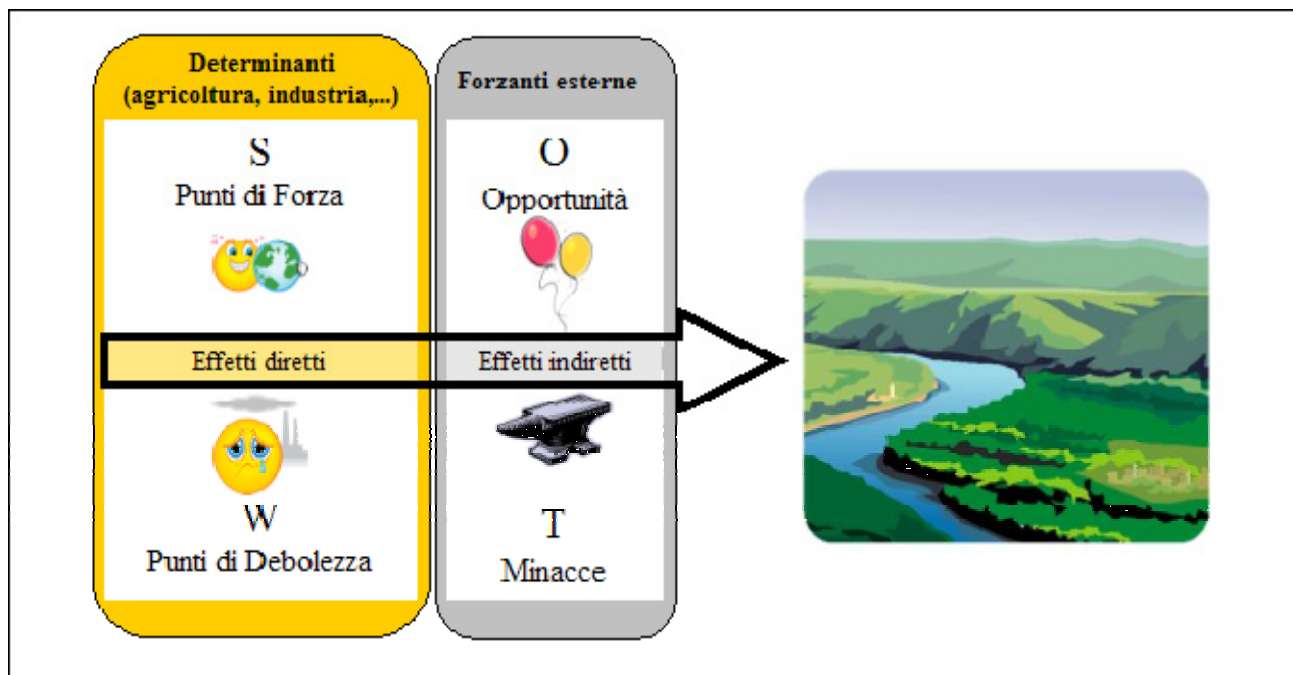 Determinanti
(agricoltura, industria,...)
S
Punti di Forza
Effetti diretti
W
Punti di Debolezza
Forzanti esterne
O
Opportunità
Effetti indiretti
T
Minacce